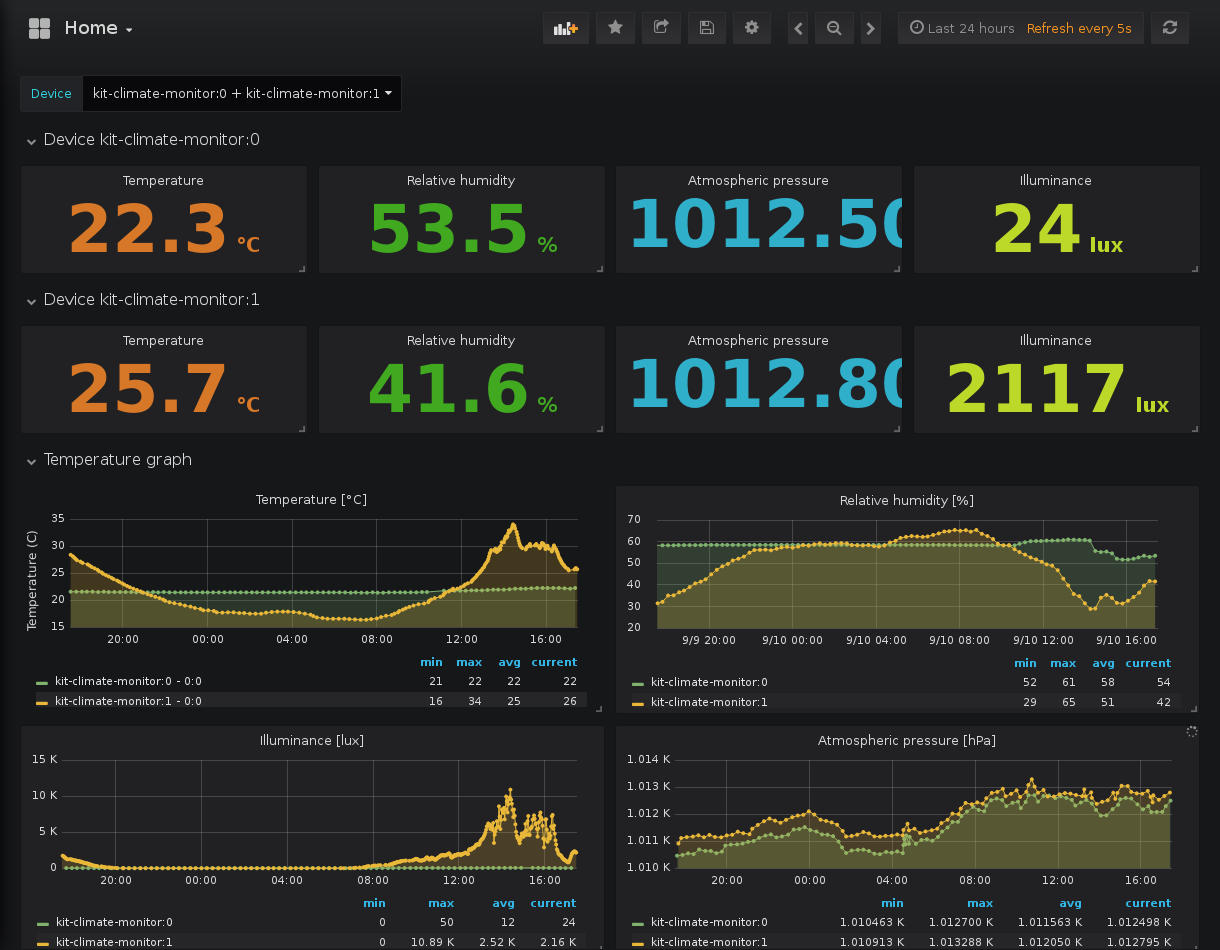 Home
Last 24 hours Refresh every 5s
Device kit-climate-monitor:0 + kit-climate-monitor:1
Device kit-climate-monitor:0
Temperature Relative humidity Atmospheric pressure Illuminance
22.3 °C 53.5 % 1012.50 24 lux
Device kit-climate-monitor:1
Temperature Relative humidity Atmospheric pressure Illuminance
25.7 °C 41.6 % 1012.80 2117 lux
Temperature graph
Temperature [°C]
Temperature (C)
35
30
25
20
15
20:00 00:00 04:00 08:00 12:00 16:00
min max avg current
kit-climate-monitor:0 - 0:0 21 22 22 22
kit-climate-monitor:1 - 0:0 16 34 25 26
Relative humidity [%]
70
60
50
40
30
20
9/9 20:00 9/10 00:00 9/10 04:00 9/10 08:00 9/10 12:00 9/10 16:00
min max avg current
kit-climate-monitor:0 52 61 58 54
kit-climate-monitor:1 29 65 51 42
Illuminance [lux]
15 K
10 K
5 K
0
20:00 00:00 04:00 08:00 12:00 16:00
min max avg current
kit-climate-monitor:0 0 50 12 24
kit-climate-monitor:1 0 10.89 K 2.52 K 2.16 K
Atmospheric pressure [hPa]
1.014 K
1.013 K
1.012 K
1.011 K
1.010 K
20:00 00:00 04:00 08:00 12:00 16:00
min max avg current
kit-climate-monitor:0 1.010463 K 1.012700 K 1.011563 K 1.012498 K
kit-climate-monitor:1 1.010913 K 1.013288 K 1.012050 K 1.012795 K